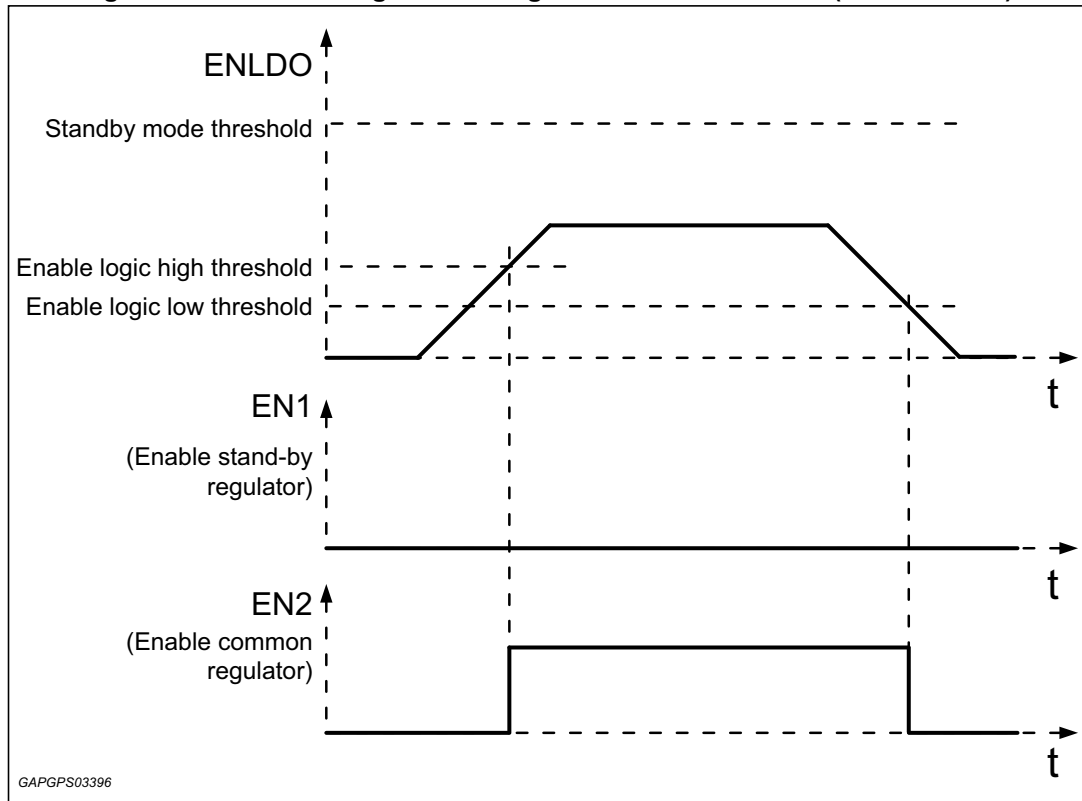 ENLDO
Standby mode threshold
Enable logic high threshold
Enable logic low threshold
t
EN1
(Enable stand-by
regulator)
t
EN2
(Enable common
regulator)
t
GAPGPS03396